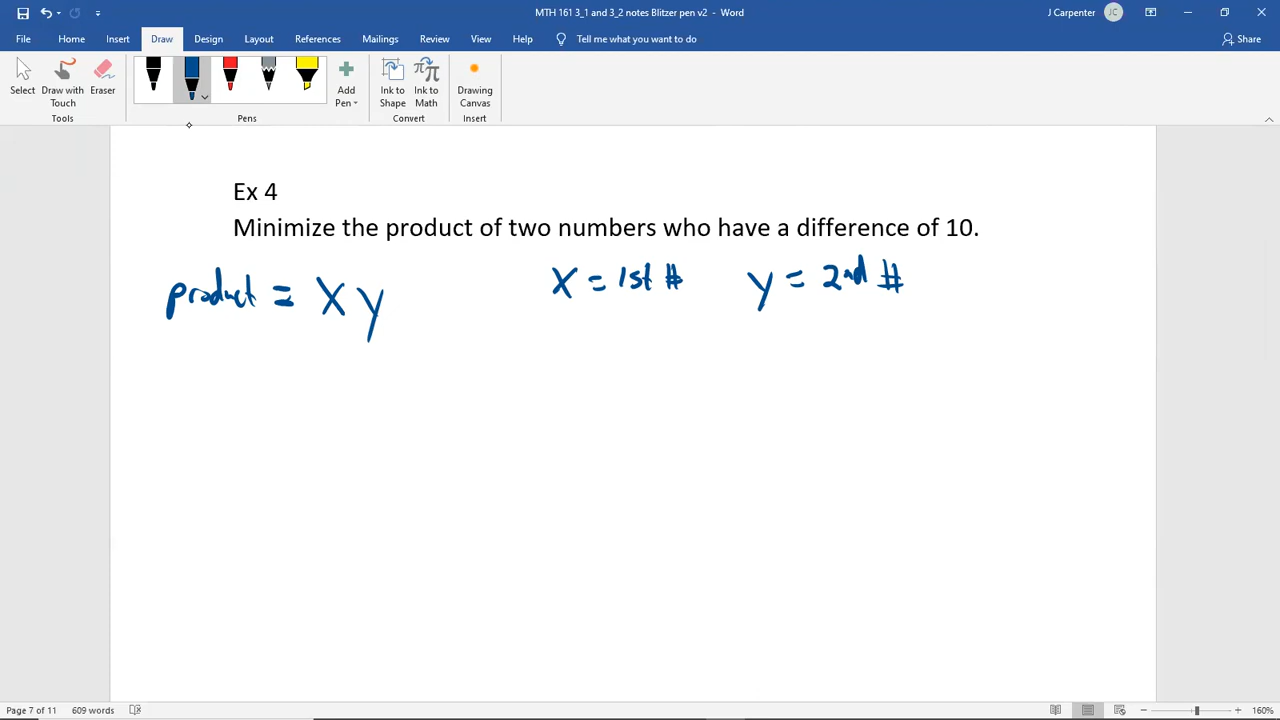 MTH 161 3_1 and 3_2 notes Blitzer pen v2 - Word
J Carpenter JC
File Home Insert Draw Design Layout References Mailings Review View Help Tell me what you want to do Share
Select Draw with Touch Eraser Add Pen Ink to Shape Ink to Math Drawing Canvas
Tools Pens Convert Insert
Ex 4
Minimize the product of two numbers who have a difference of 10.
product = x y x = 1st # y = 2nd #
Page 7 of 11 609 words 160%